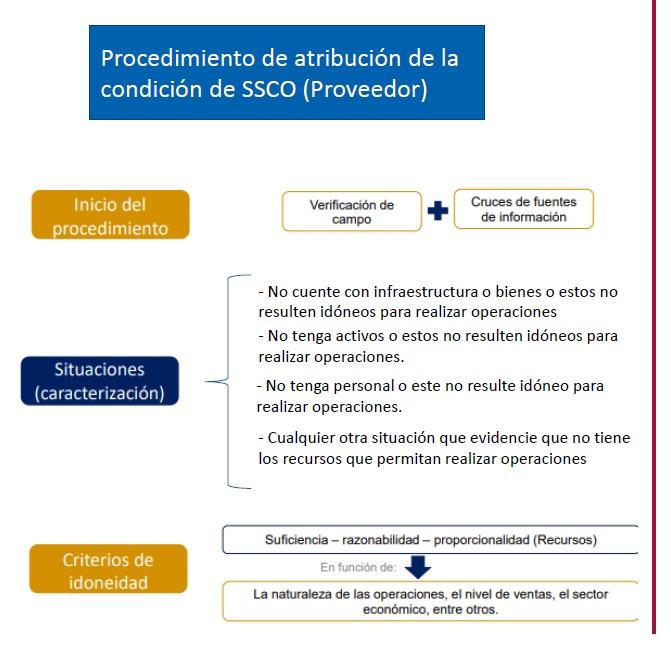 Procedimiento de atribución de la
condición de SSCO (Proveedor)
Inicio del
procedimiento
Verificación de
campo
Cruces de fuentes
de información
Situaciones
(caracterización)
- No cuente con infraestructura o bienes o estos no
resulten idóneos para realizar operaciones
- No tenga activos o estos no resulten idóneos para
realizar operaciones.
- No tenga personal o este no resulte idóneo para
realizar operaciones.
- Cualquier otra situación que evidencie que no tiene
los recursos que permitan realizar operaciones
Criterios de
idoneidad
Suficiencia – razonabilidad – proporcionalidad (Recursos)
En función de:
La naturaleza de las operaciones, el nivel de ventas, el sector
económico, entre otros.